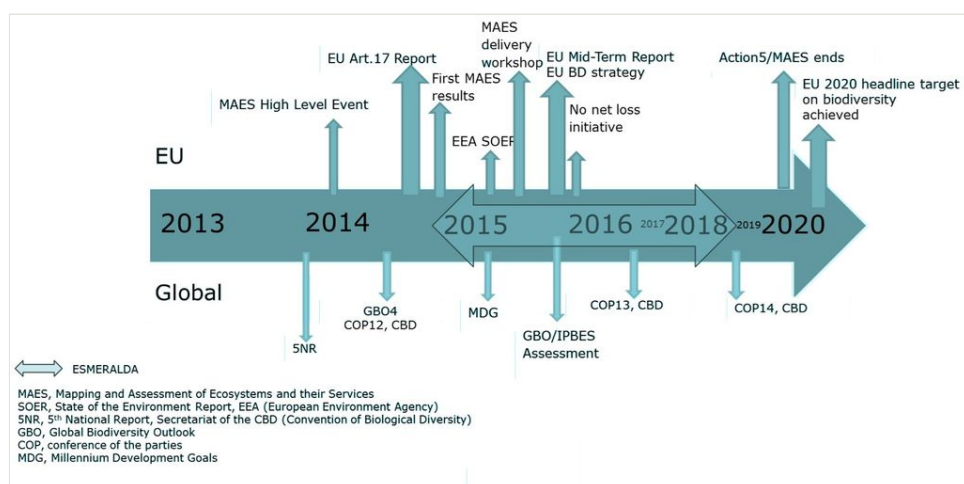 MAES
delivery
workshop
EU Art.17 Report
EU Mid-Term Report
EU BD strategy
Action5/MAES ends
First MAES
results
EU 2020 headline target
on biodiversity
achieved
MAES High Level Event
No net loss
initiative
EEA SOER
EU
2013
2014
2015
2016
2017
2018
2019
2020
Global
GBO4
COP12, CBD
MDG
COP13, CBD
COP14, CBD
5NR
GBO/IPBES
Assessment
ESMERALDA
MAES, Mapping and Assessment of Ecosystems and their Services
SOER, State of the Environment Report, EEA (European Environment Agency)
5NR, 5th National Report, Secretariat of the CBD (Convention of Biological Diversity)
GBO, Global Biodiversity Outlook
COP, conference of the parties
MDG, Millennium Development Goals